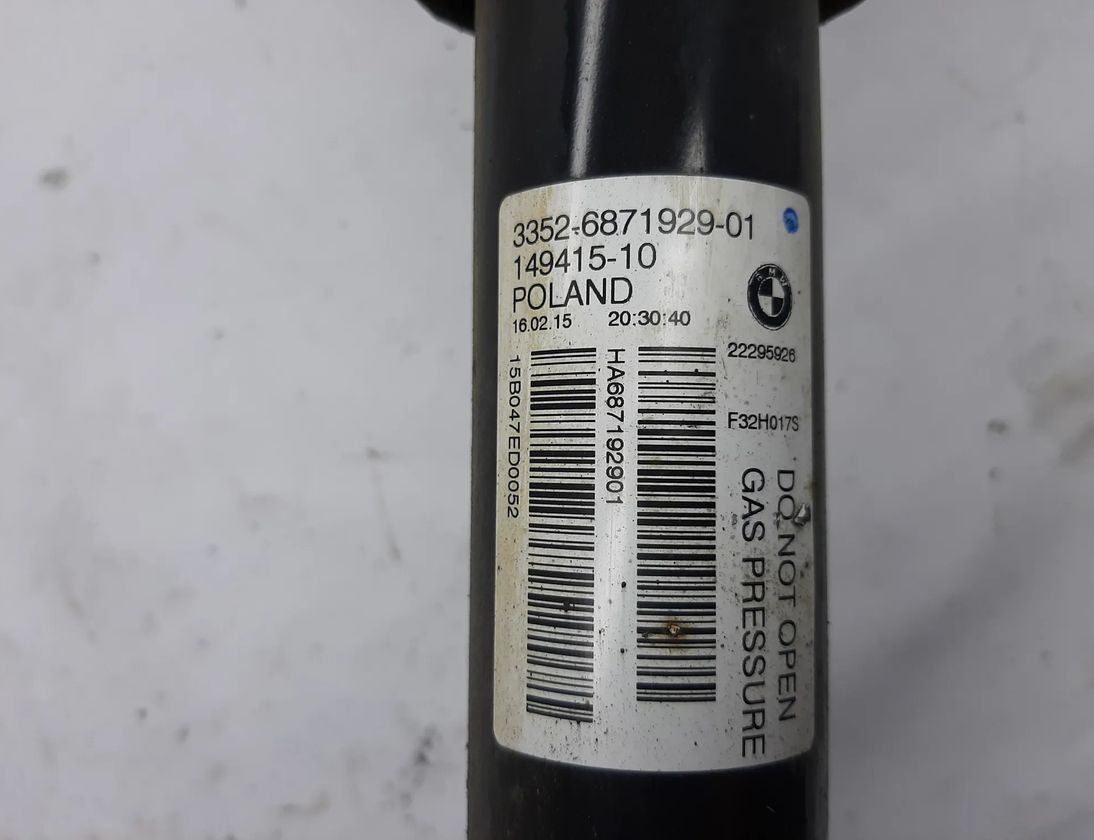 3352-6871929-01
149415-10
POLAND
16.02.15 20:30:40
BMW
22295926
F32H017S
15B047ED0052
HA687192901
DO NOT OPEN
GAS PRESSURE